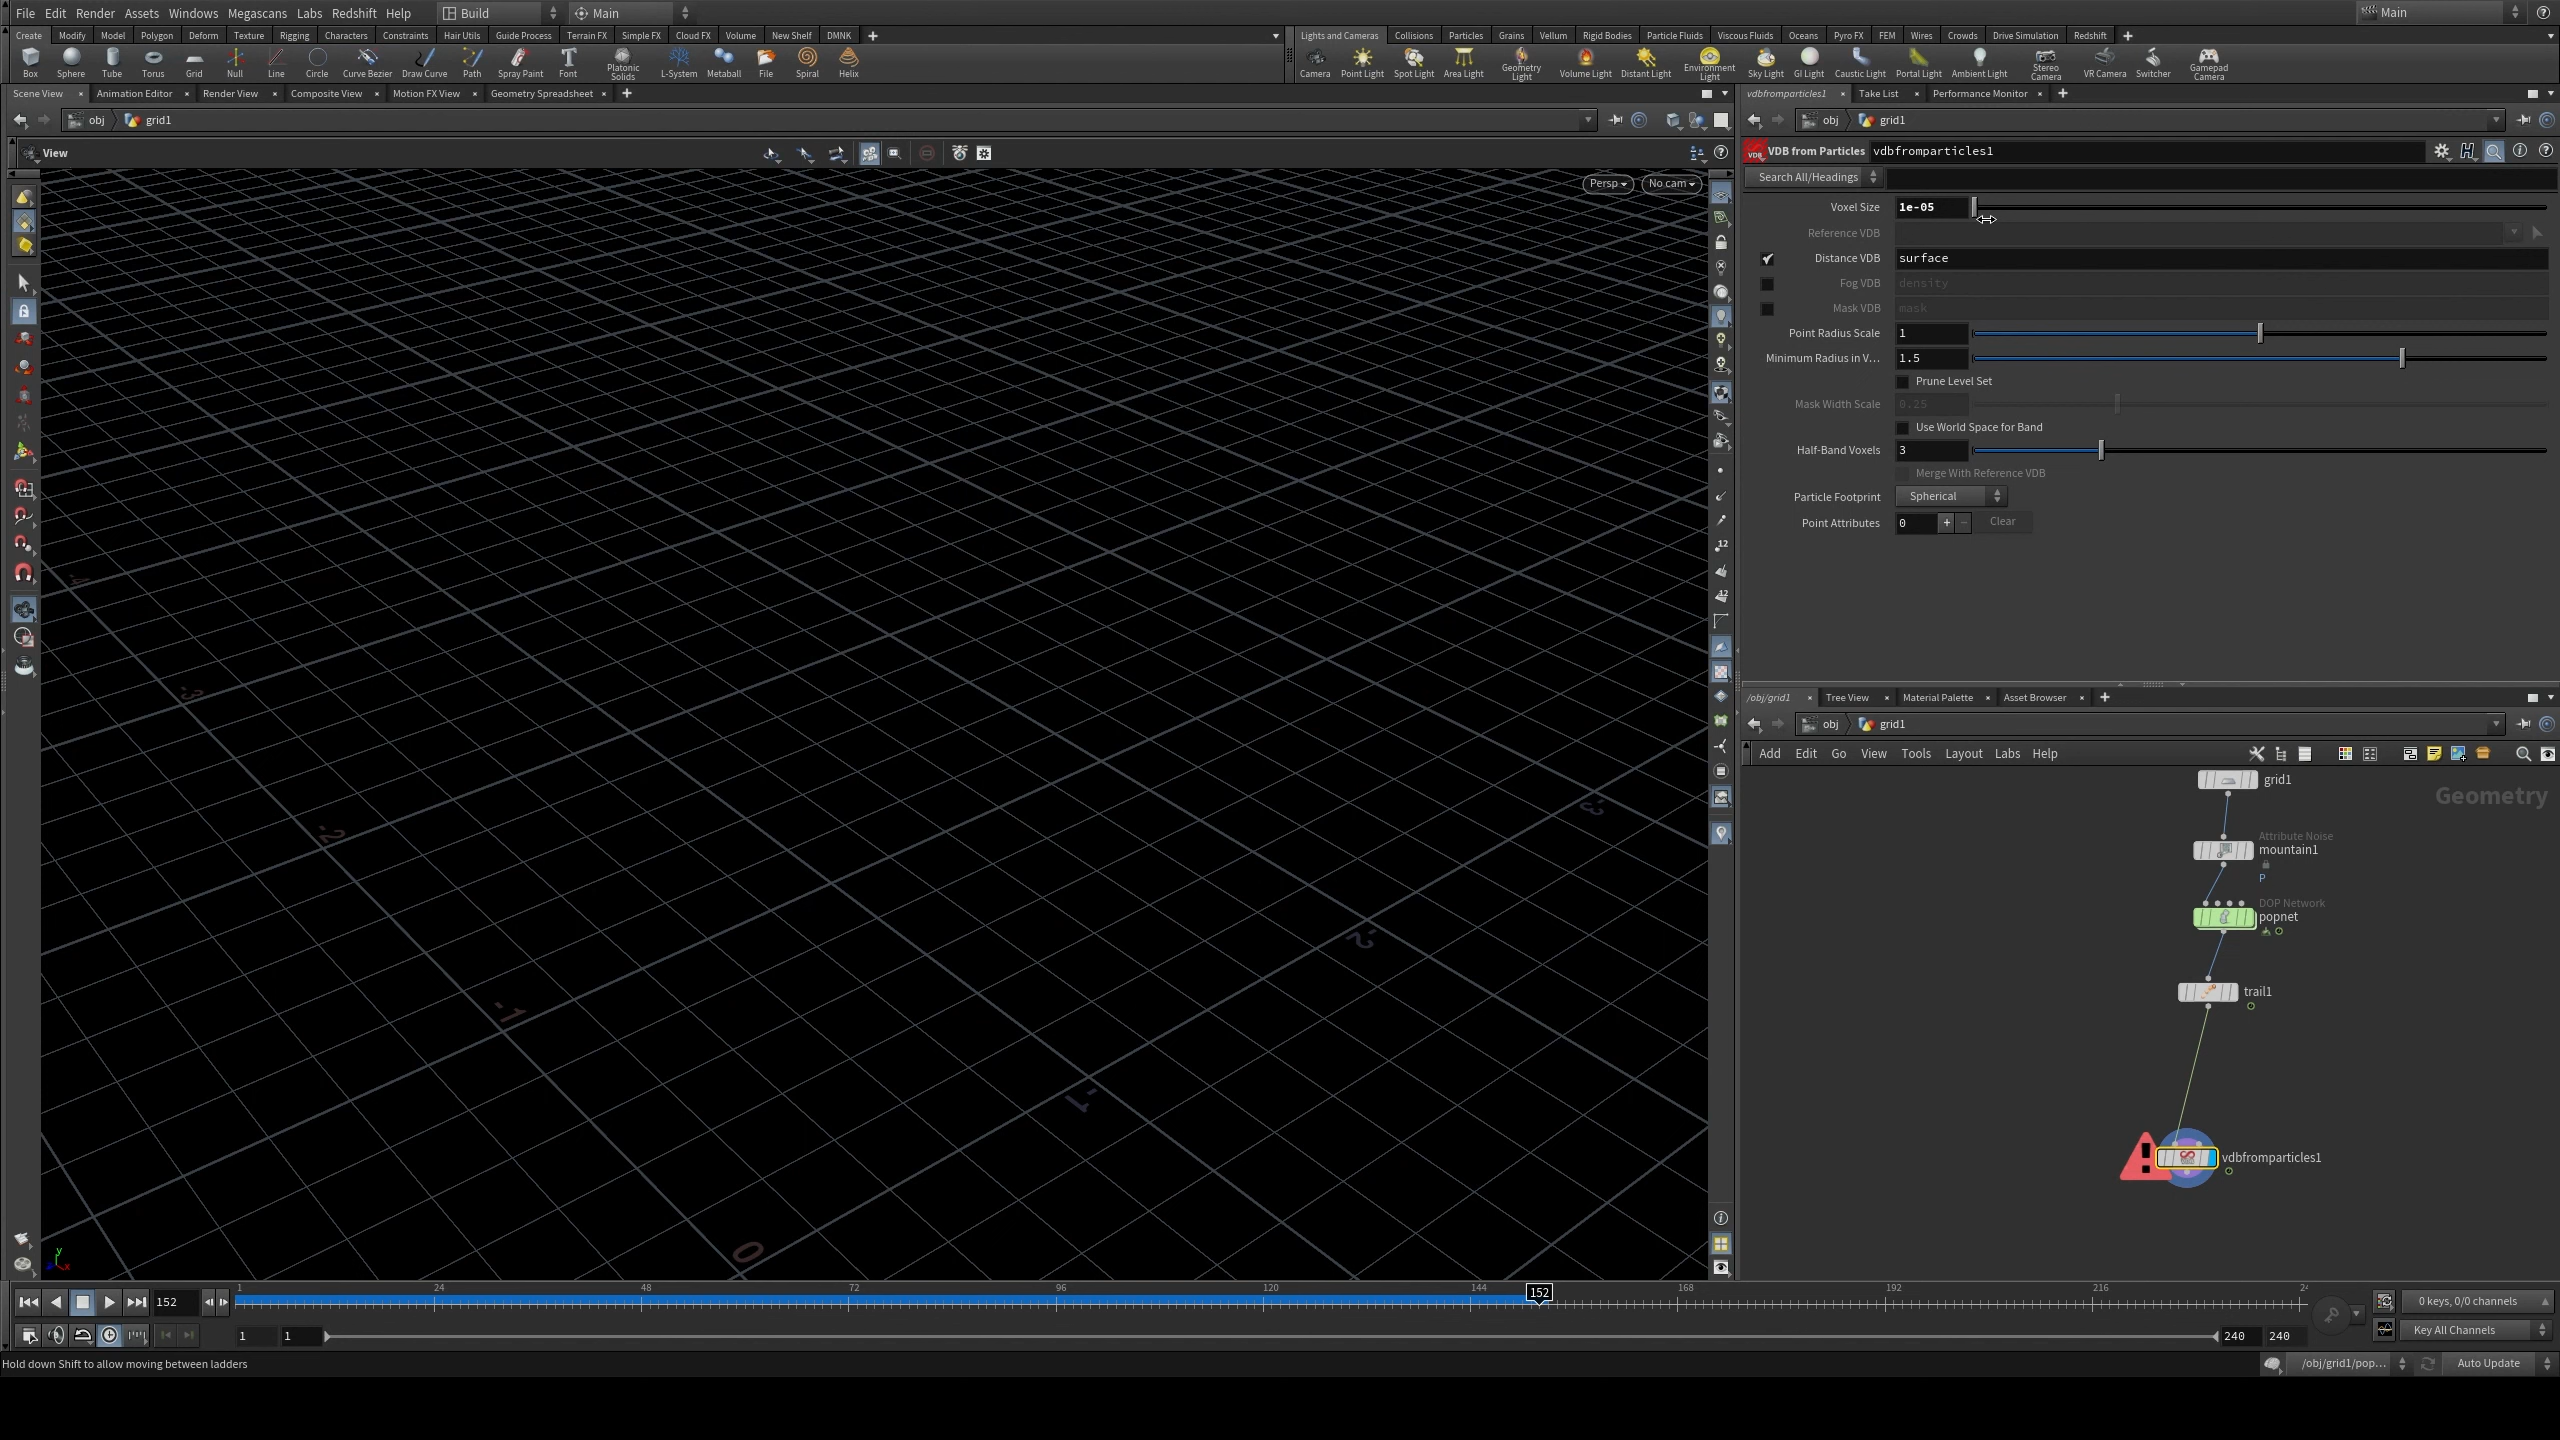 File Edit Render Assets Windows Megascans Labs Redshift Help Build Main Main
Create Modify Model Polygon Deform Texture Rigging Characters Constraints Hair Utils Guide Process Terrain FX Simple FX Cloud FX Volume New Shelf DMNK
Lights and Cameras Collisions Particles Grains Vellum Rigid Bodies Particle Fluids Viscous Fluids Oceans Pyro FX FEM Wires Crowds Drive Simulation Redshift
Box Sphere Tube Torus Grid Null Line Circle Curve Bezier Draw Curve Path Spray Paint Font Platonic Solids L-System Metaball File Spiral Helix
Camera Point Light Spot Light Area Light Geometry Light Volume Light Distant Light Environment Light Sky Light GI Light Caustic Light Portal Light Ambient Light Stereo Camera VR Camera Switcher Gamepad Camera
Scene View Animation Editor Render View Composite View Motion FX View Geometry Spreadsheet
vdbfromparticles1 Take List Performance Monitor
obj grid1
obj grid1
View
VDB from Particles vdbfromparticles1
Persp No cam
Search All/Headings
Voxel Size 1e-05
Reference VDB
Distance VDB surface
Fog VDB density
Mask VDB mask
Point Radius Scale 1
Minimum Radius in V... 1.5
Prune Level Set
Mask Width Scale 0.25
Use World Space for Band
Half-Band Voxels 3
Merge With Reference VDB
Particle Footprint Spherical
Point Attributes 0 + - Clear
12
12
-4
-3
-2
-1
0
-1
-2
-3
y
x
/obj/grid1 Tree View Material Palette Asset Browser
obj grid1
Add Edit Go View Tools Layout Labs Help
Geometry
grid1
Attribute Noise
mountain1
P
DOP Network
popnet
trail1
vdbfromparticles1
152 1 24 48 72 96 120 144 152 168 192 216 24
0 keys, 0/0 channels
1 1 240 240
Key All Channels
Hold down Shift to allow moving between ladders
/obj/grid1/pop... Auto Update